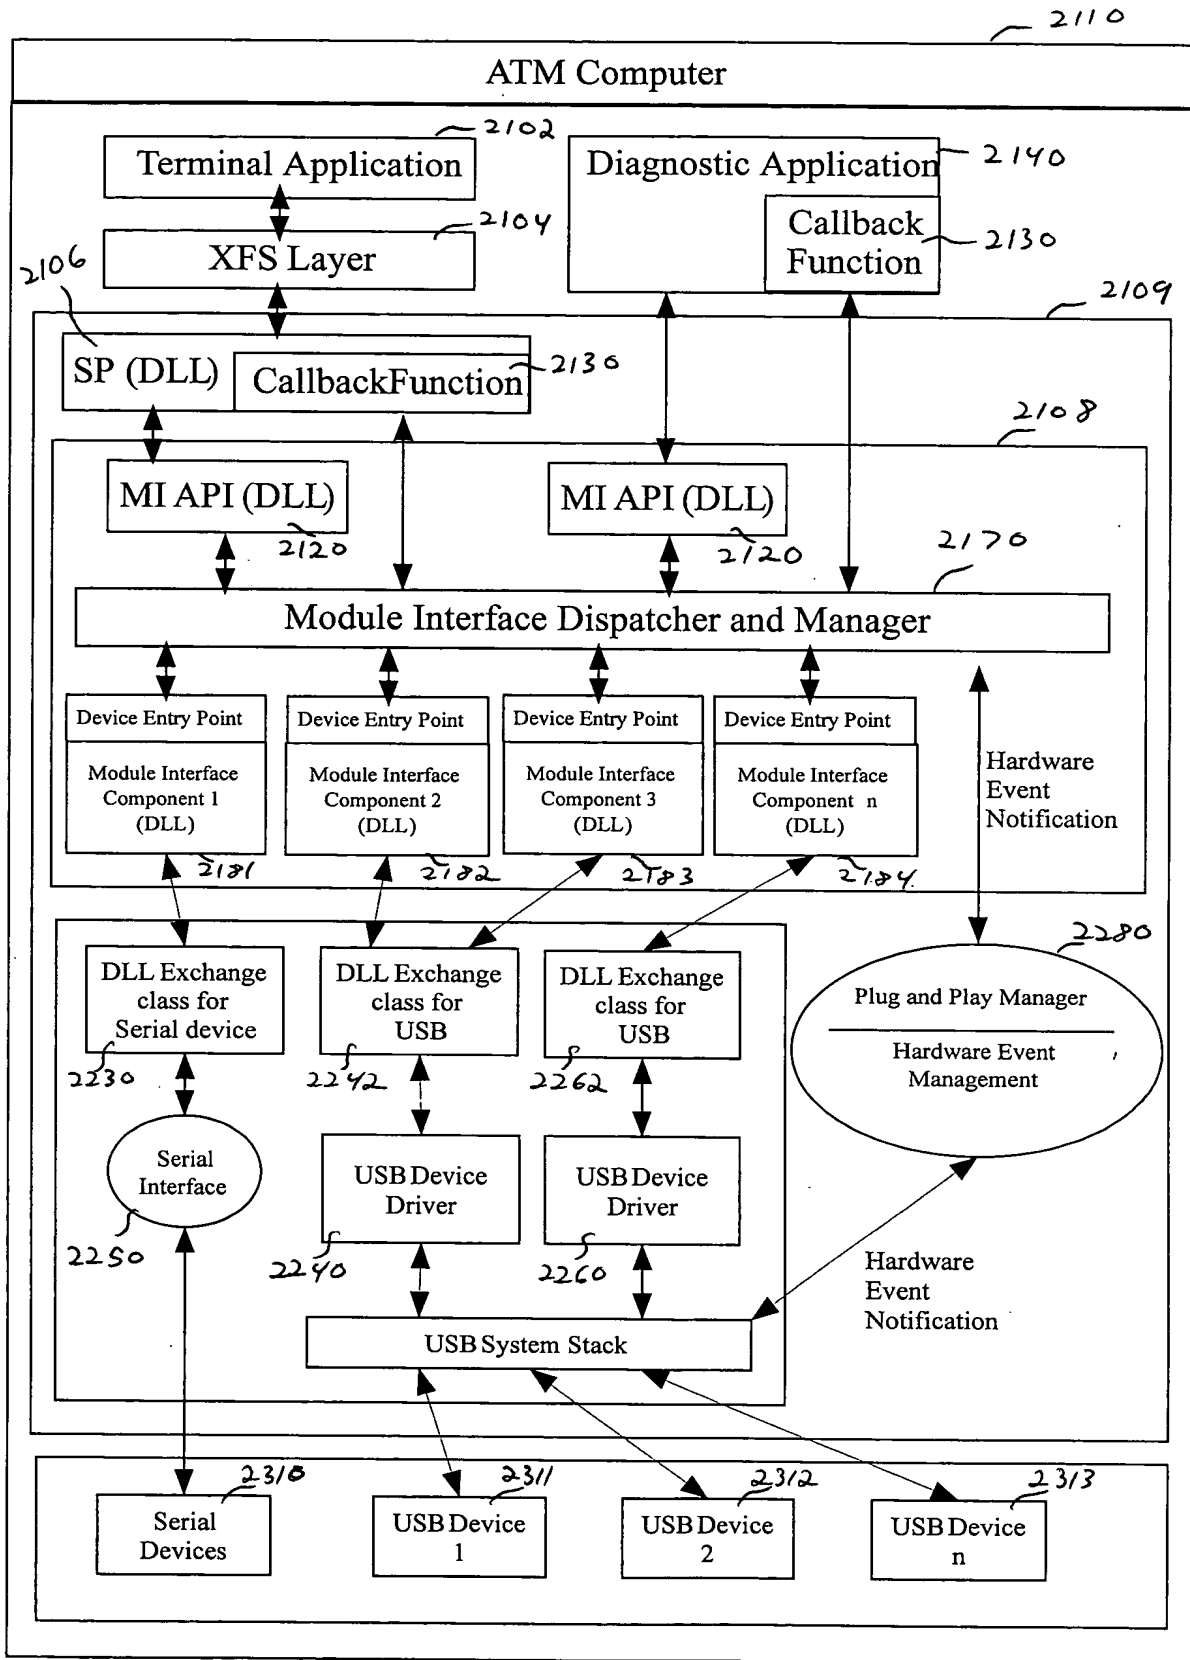 2110
ATM Computer
2102
Terminal Application
2140
Diagnostic Application
2104
XFS Layer
Callback
Function
2130
2106
2109
SP (DLL)
CallbackFunction
2130
2108
MI API (DLL)
2120
MI API (DLL)
2120
2170
Module Interface Dispatcher and Manager
Device Entry Point
Device Entry Point
Device Entry Point
Device Entry Point
Module Interface
Component 1
(DLL)
Module Interface
Component 2
(DLL)
Module Interface
Component 3
(DLL)
Module Interface
Component n
(DLL)
Hardware
Event
Notification
2181
2182
2183
2184
2280
DLL Exchange
class for
Serial device
DLL Exchange
class for
USB
DLL Exchange
class for
USB
Plug and Play Manager
Hardware Event
Management
2230
2242
2262
Serial
Interface
USB Device
Driver
USB Device
Driver
2250
2240
2260
Hardware
Event
Notification
USB System Stack
2310
2311
2312
2313
Serial
Devices
USB Device
1
USB Device
2
USB Device
n